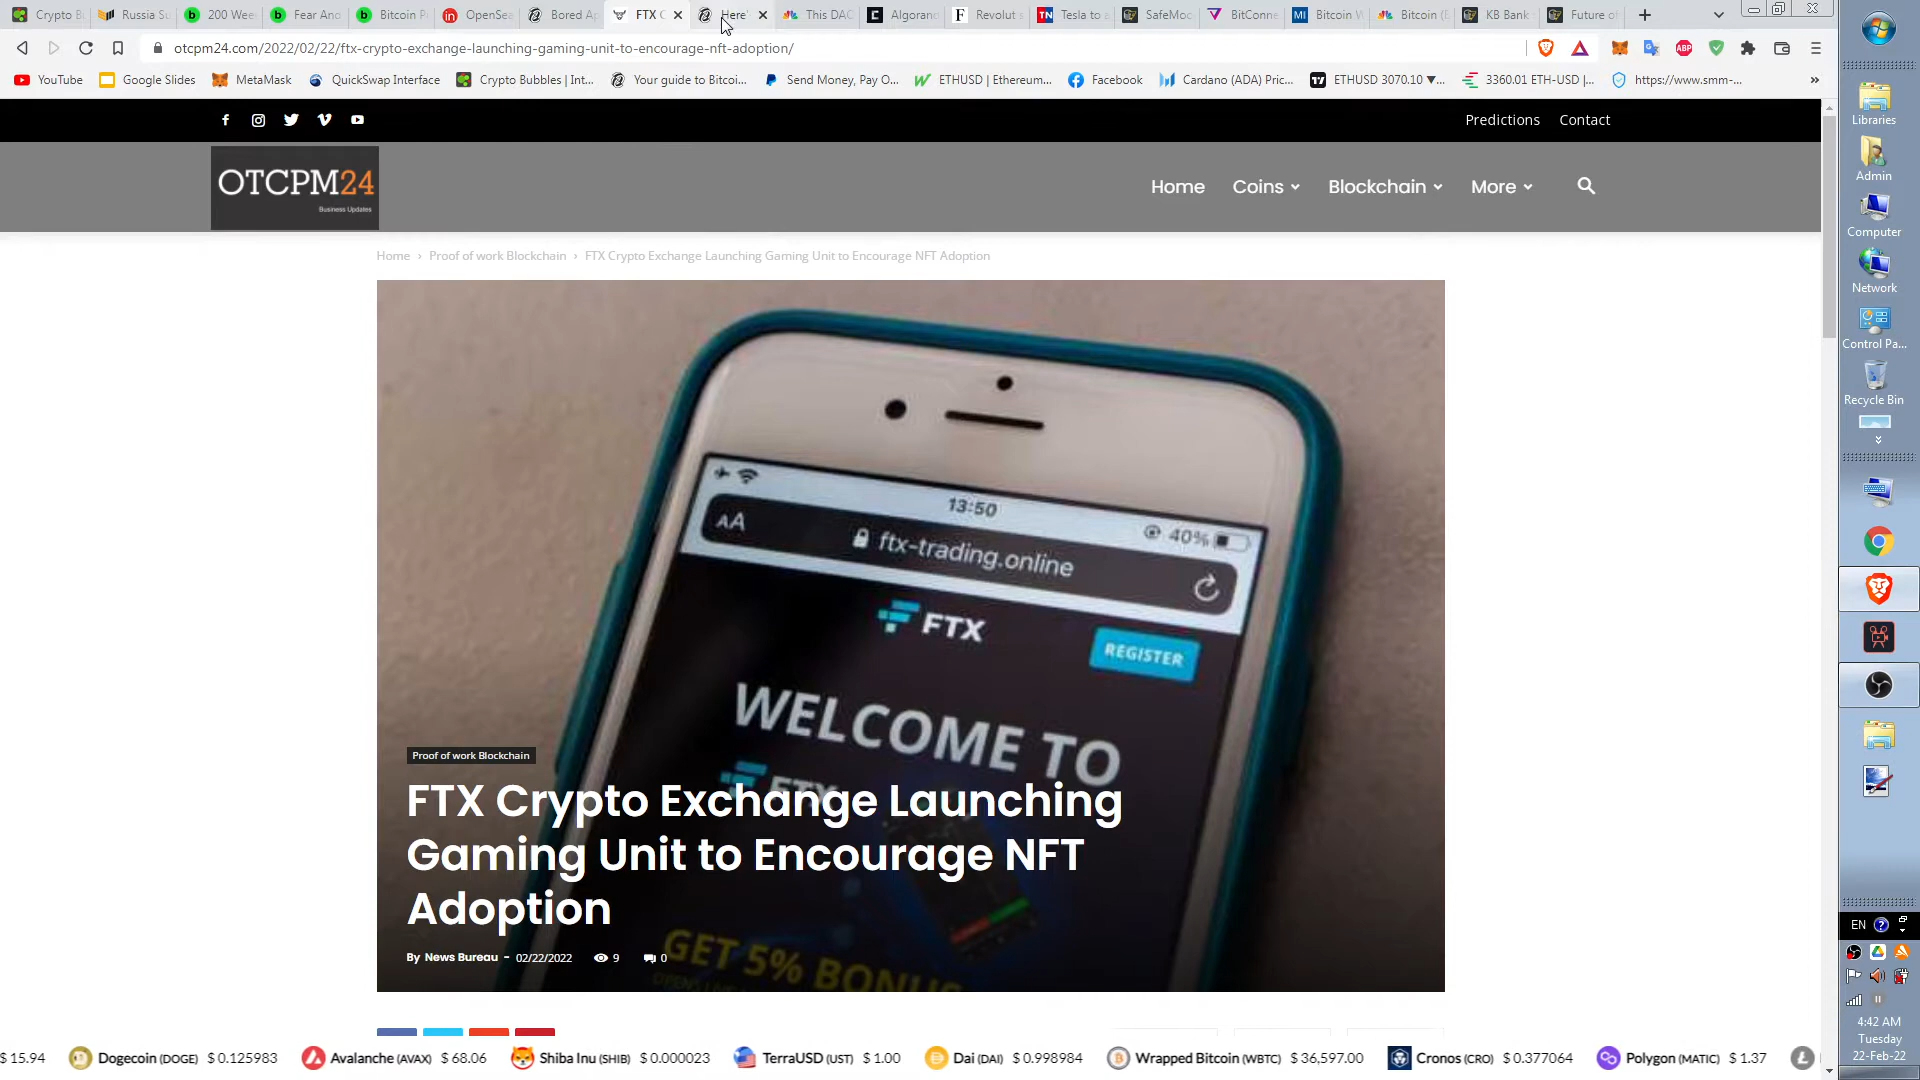 Crypto B
Russia Su
200 Wee
Fear And
Bitcoin P
OpenSea
Bored Ap
FTX C
Here'
This DAO
Algorand
Revolut
Tesla to
SafeMoo
BitConne
Bitcoin W
Bitcoin (B
KB Bank
Future of
otcpm24.com/2022/02/22/ftx-crypto-exchange-launching-gaming-unit-to-encourage-nft-adoption/
YouTube
Google Slides
MetaMask
QuickSwap Interface
Crypto Bubbles | Int...
Your guide to Bitcoi...
Send Money, Pay O...
ETHUSD | Ethereum...
Facebook
Cardano (ADA) Pric...
ETHUSD 3070.10 ▼...
3360.01 ETH-USD |...
https://www.smm-...
»
Predictions Contact
OTCPM24
Business Updates
Home Coins Blockchain More
Home › Proof of work Blockchain › FTX Crypto Exchange Launching Gaming Unit to Encourage NFT Adoption
13:50
40%
AA ftx-trading.online
FTX
REGISTER
WELCOME TO
FTX
GET 5% BONUS
Proof of work Blockchain
FTX Crypto Exchange Launching
Gaming Unit to Encourage NFT
Adoption
By News Bureau - 02/22/2022 9 0
$ 15.94 Dogecoin (DOGE) $ 0.125983 Avalanche (AVAX) $ 68.06 Shiba Inu (SHIB) $ 0.000023 TerraUSD (UST) $ 1.00 Dai (DAI) $ 0.998984 Wrapped Bitcoin (WBTC) $ 36,597.00 Cronos (CRO) $ 0.377064 Polygon (MATIC) $ 1.37
Libraries
Admin
Computer
Network
Control Pa...
Recycle Bin
EN
4:42 AM
Tuesday
22-Feb-22